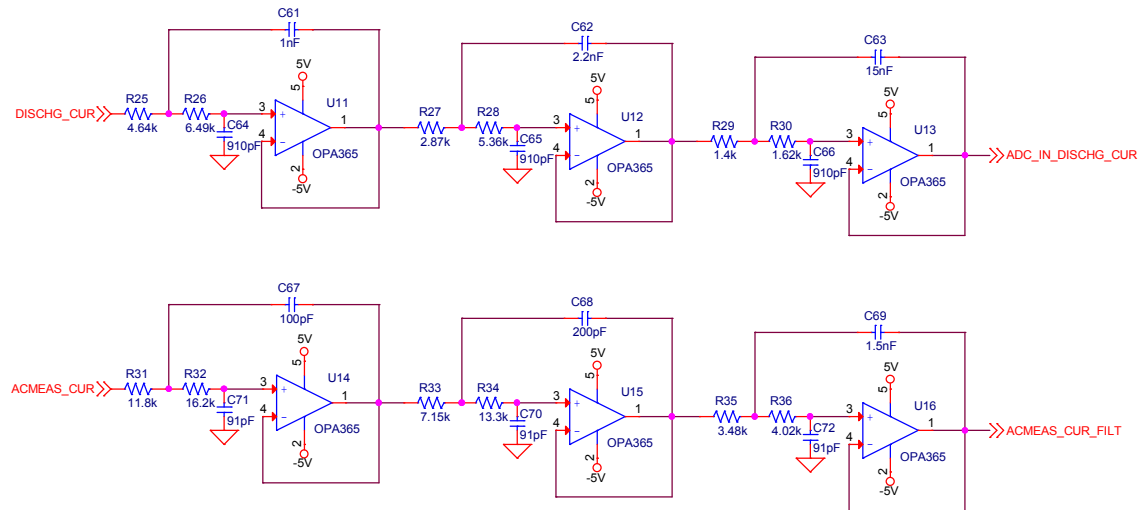 C61
1nF
C62
2.2nF
C63
15nF
5V
5
5V
5
5V
5
DISCHG_CUR
R25
4.64k
R26
6.49k
C64
910pF
3
4
+
-
1
U11
OPA365
2
-5V
R27
2.87k
R28
5.36k
C65
910pF
3
4
+
-
1
U12
OPA365
2
-5V
R29
1.4k
R30
1.62k
C66
910pF
3
4
+
-
1
U13
OPA365
2
-5V
ADC_IN_DISCHG_CUR
C67
100pF
C68
200pF
C69
1.5nF
5V
5
5V
5
5V
5
ACMEAS_CUR
R31
11.8k
R32
16.2k
C71
91pF
3
4
+
-
1
U14
OPA365
2
-5V
R33
7.15k
R34
13.3k
C70
91pF
3
4
+
-
1
U15
OPA365
2
-5V
R35
3.48k
R36
4.02k
C72
91pF
3
4
+
-
1
U16
OPA365
2
-5V
ACMEAS_CUR_FILT